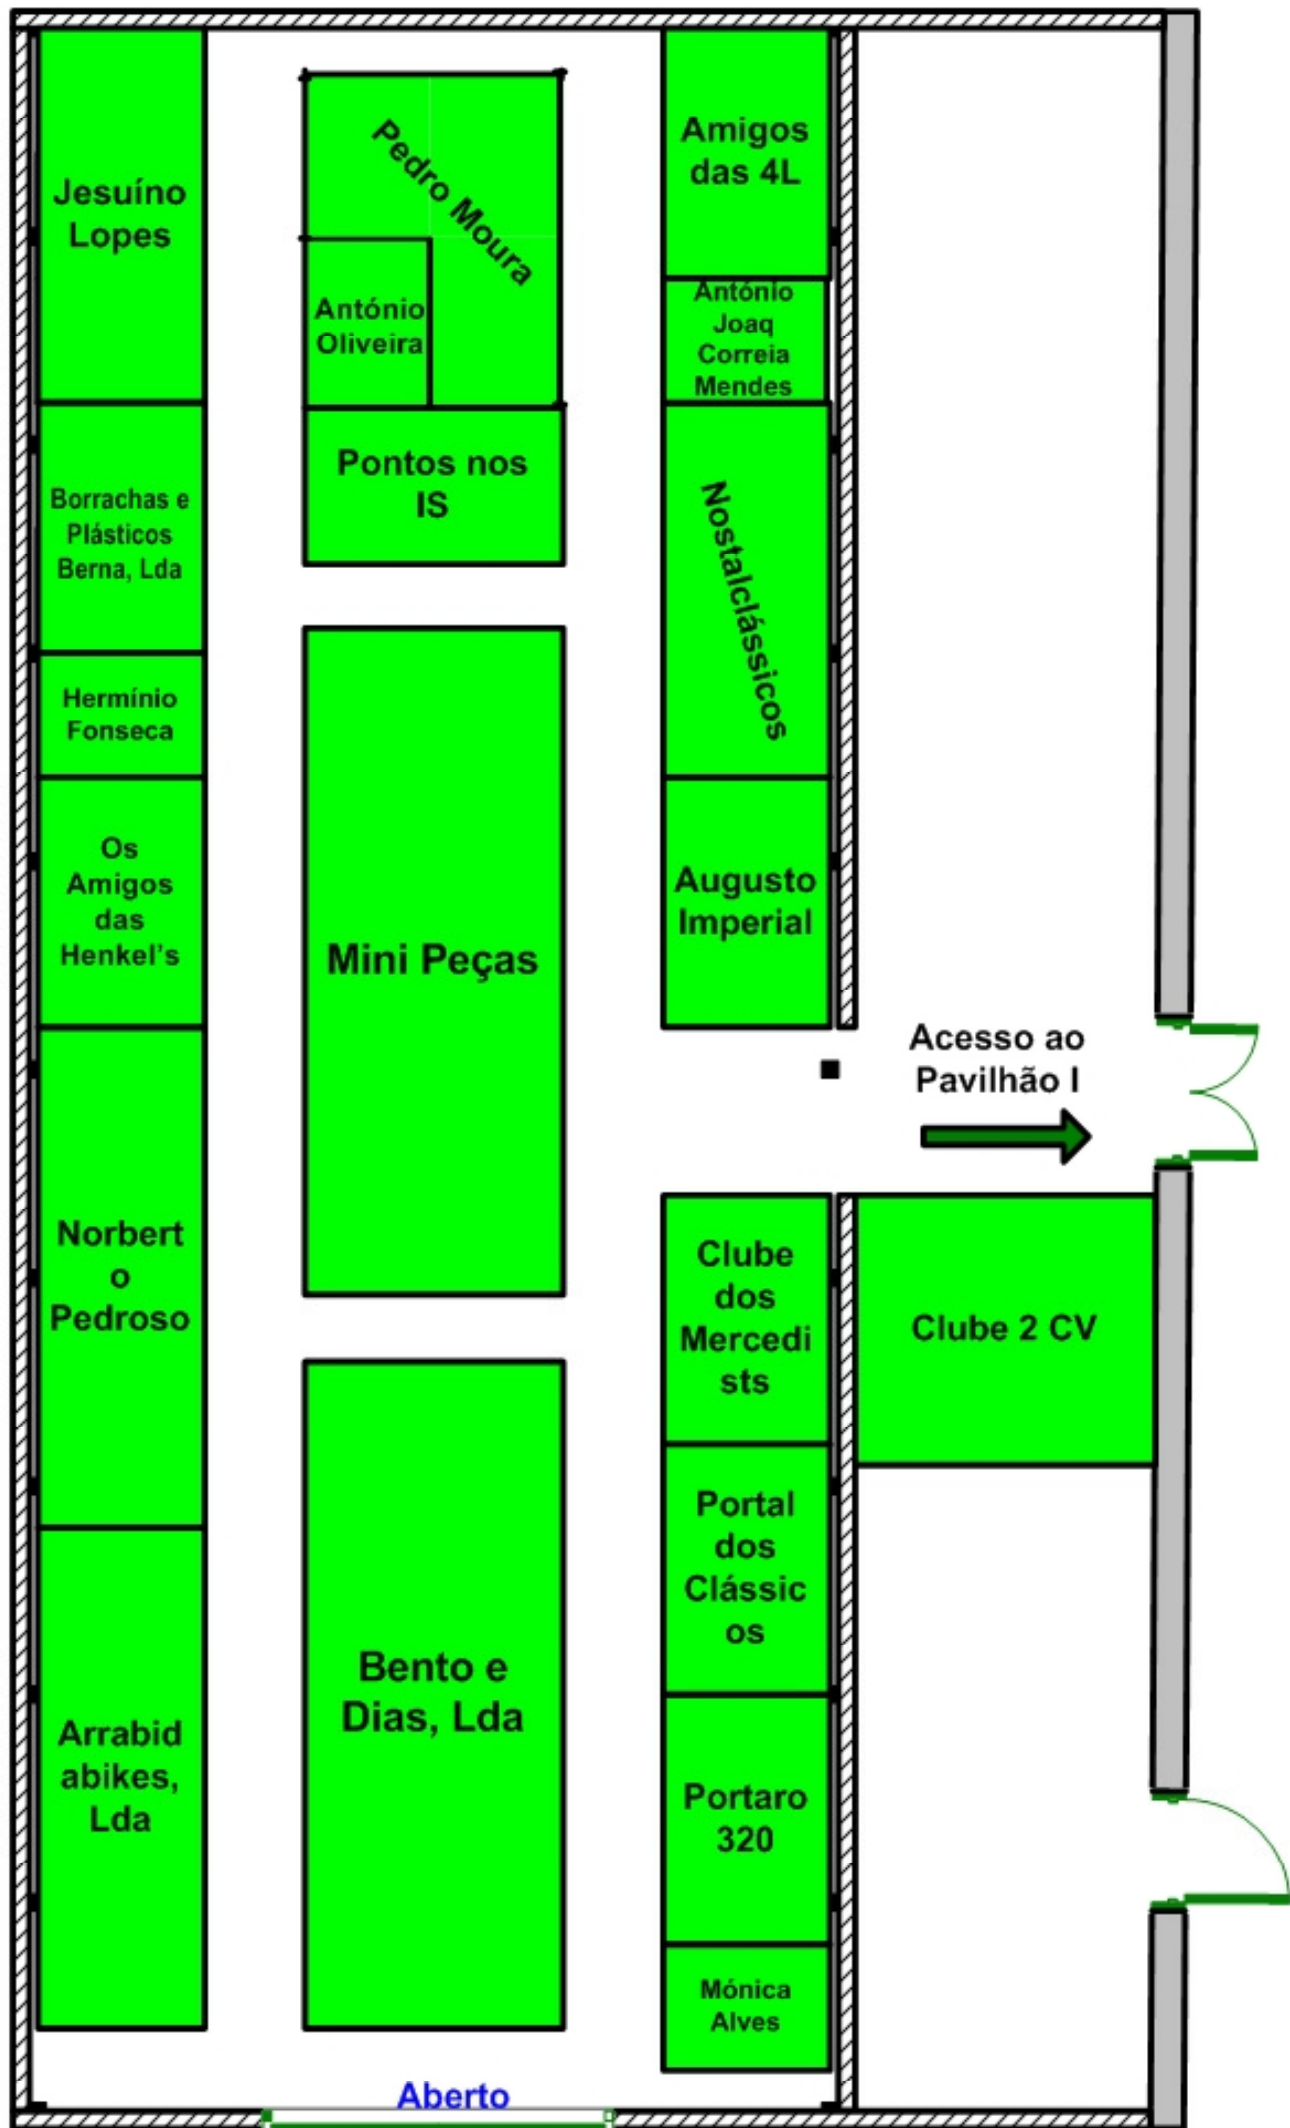 Jesuíno
Lopes
Borrachas e
Plásticos
Berna, Lda
Hermínio
Fonseca
Os
Amigos
das
Henkel's
Norbert
o
Pedroso
Arrabid
abikes,
Lda
Pedro Moura
António
Oliveira
Pontos nos
IS
Mini Peças
Bento e
Dias, Lda
Aberto
Amigos
das 4L
António
Joaq
Correia
Mendes
Nostalclássicos
Augusto
Imperial
Acesso ao
Pavilhão I
Clube
dos
Mercedi
sts
Clube 2 CV
Portal
dos
Clássic
os
Portaro
320
Mónica
Alves